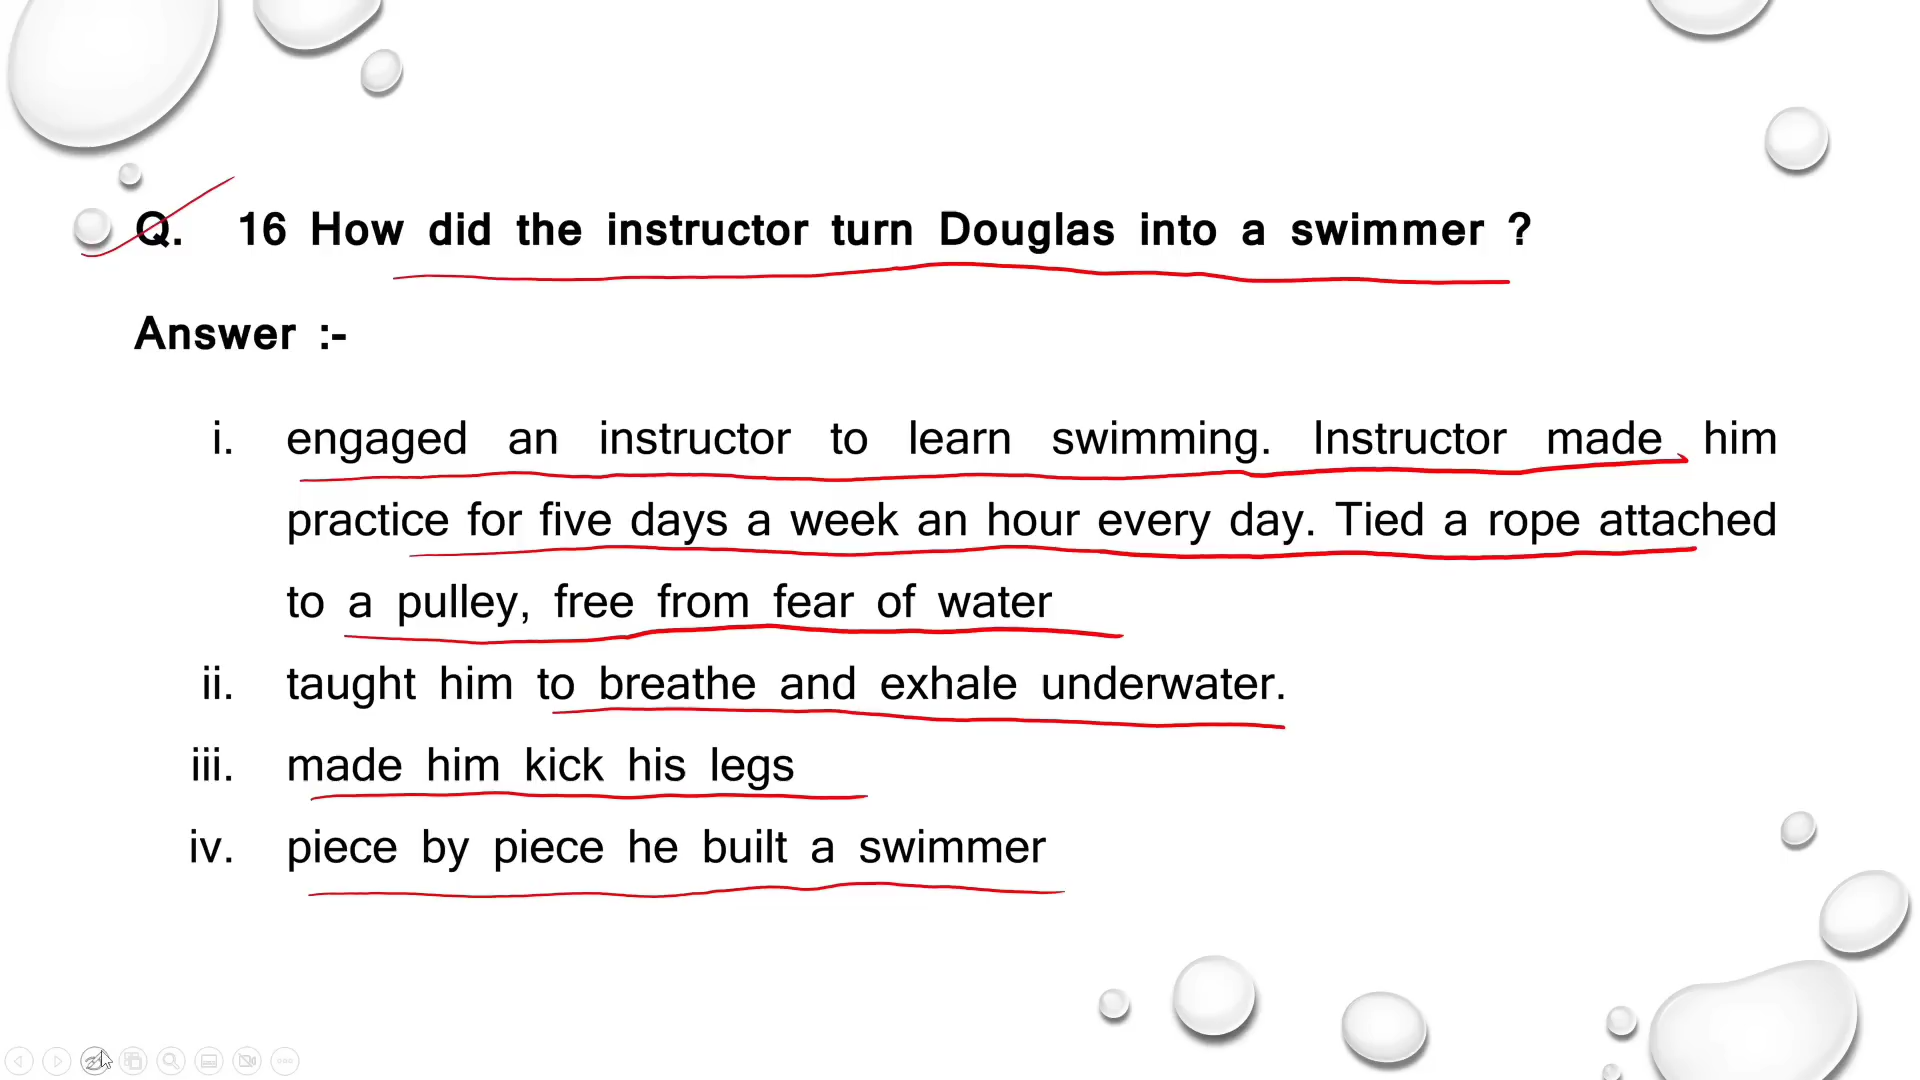 Q. 16 How did the instructor turn Douglas into a swimmer ?
Answer :-
i. engaged an instructor to learn swimming. Instructor made him
practice for five days a week an hour every day. Tied a rope attached
to a pulley, free from fear of water
ii. taught him to breathe and exhale underwater.
iii. made him kick his legs
iv. piece by piece he built a swimmer